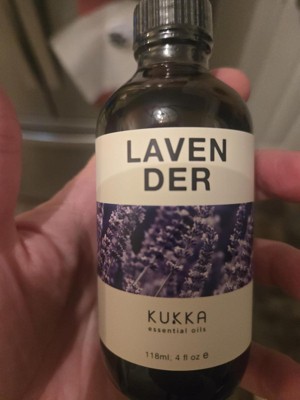 LAVEN
DER
KUKKA
essential oils
118ml; 4 fl oz ℮